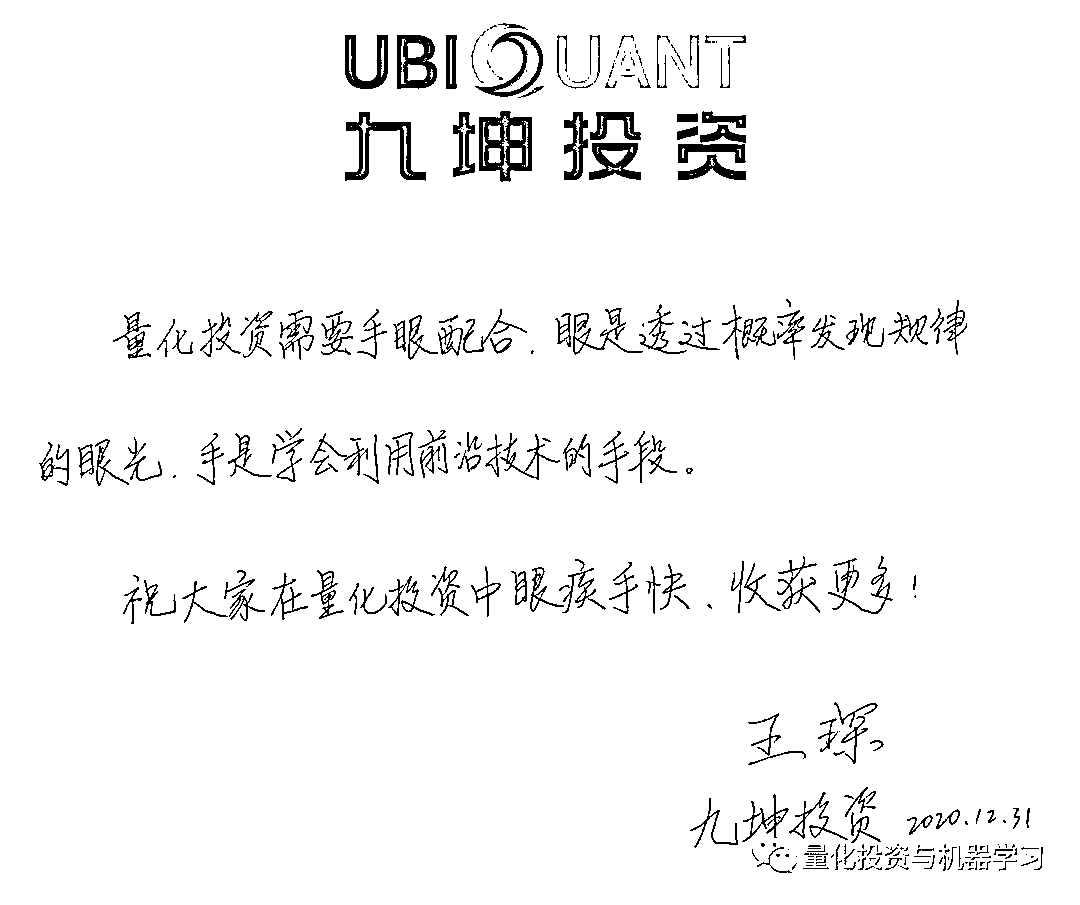 UBIQUANT
九坤投资
量化投资需要手眼配合，眼是透过概率发现规律
的眼光，手是学会利用前沿技术的手段。
祝大家在量化投资中眼疾手快、收获更多！
王琛
九坤投资 2020.12.31
量化投资与机器学习